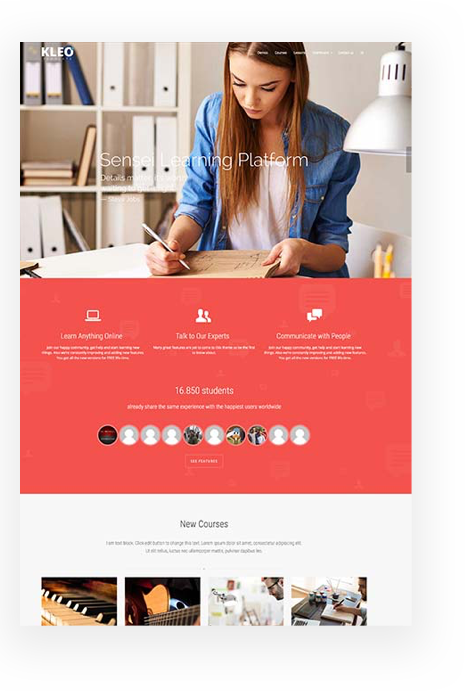 KLEO
Demos Courses Lessons Contact us
Sensei Learning Platform
Details
— Steve Jobs
Learn Anything Online
Talk to Our Experts
Communicate with People
Join our happy community, get help and start learning new
things. Also we're constantly improving and adding new features.
You get all the new versions for FREE life-time.
Many great features are yet to come so this theme so be the first
to know about.
Join our happy community, get help and start learning new
things. Also we're constantly improving and adding new features.
You get all the new versions for FREE life-time.
16.850 students
already share the same experience with the happiest users worldwide
SEE FEATURES
New Courses
I am text block. Click edit button to change this text. Lorem ipsum dolor sit amet, consectetur adipiscing elit.
Ut elit tellus, luctus nec ullamcorper mattis, pulvinar dapibus leo.